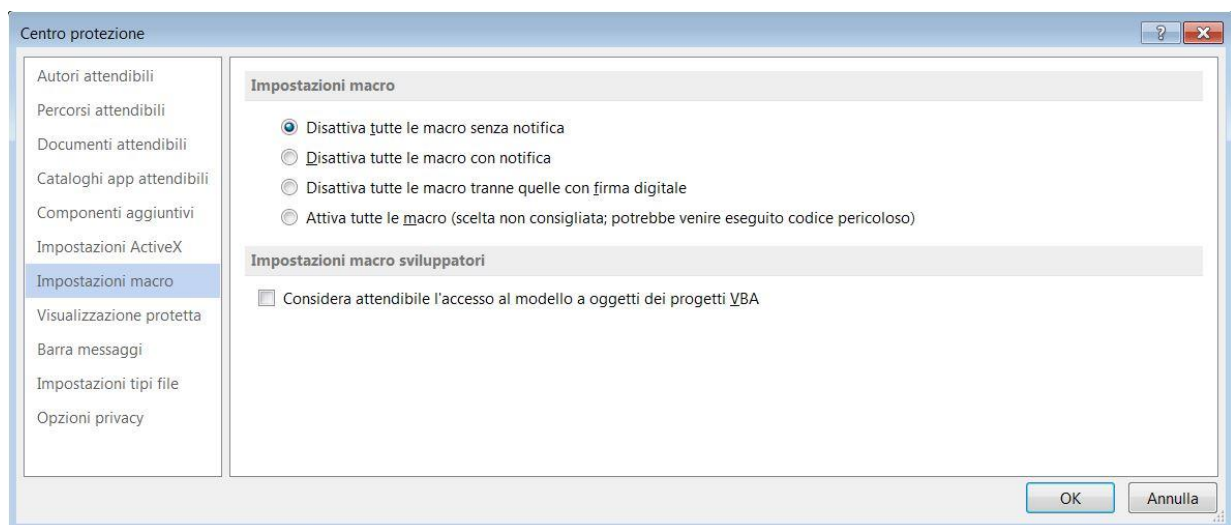 Centro protezione
Autori attendibili
Percorsi attendibili
Documenti attendibili
Cataloghi app attendibili
Componenti aggiuntivi
Impostazioni ActiveX
Impostazioni macro
Visualizzazione protetta
Barra messaggi
Impostazioni tipi file
Opzioni privacy
Impostazioni macro
Disattiva tutte le macro senza notifica
Disattiva tutte le macro con notifica
Disattiva tutte le macro tranne quelle con firma digitale
Attiva tutte le macro (scelta non consigliata; potrebbe venire eseguito codice pericoloso)
Impostazioni macro sviluppatori
Considera attendibile l'accesso al modello a oggetti dei progetti VBA
OK
Annulla